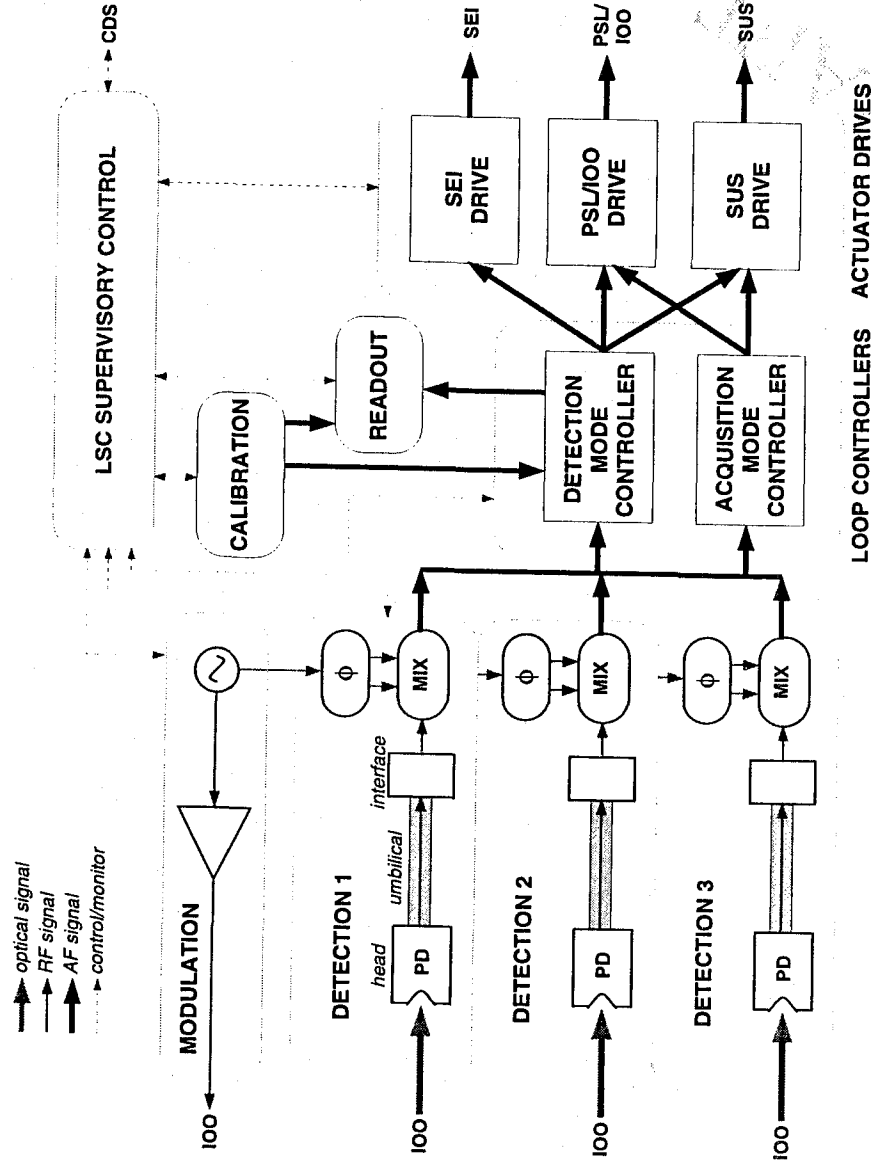 optical signal
RF signal
AF signal
control/monitor
CDS
LSC SUPERVISORY CONTROL
MODULATION
IOO
CALIBRATION
READOUT
DETECTION 1
head
umbilical
interface
IOO
PD
ϕ
MIX
DETECTION 2
IOO
PD
ϕ
MIX
DETECTION 3
IOO
PD
ϕ
MIX
DETECTION
MODE
CONTROLLER
ACQUISITION
MODE
CONTROLLER
SEI
DRIVE
SEI
PSL/IOO
DRIVE
PSL/
IOO
SUS
DRIVE
SUS
LOOP CONTROLLERS
ACTUATOR DRIVES